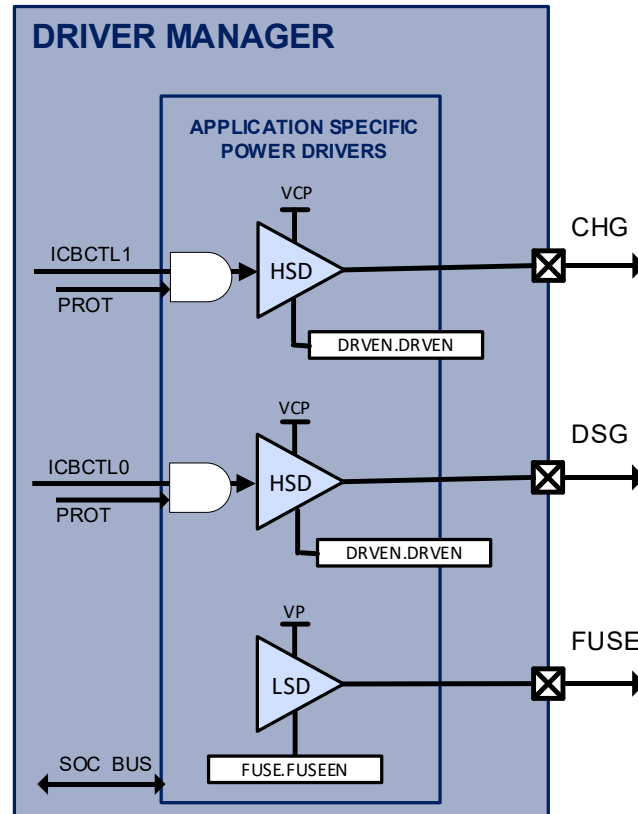 DRIVER MANAGER
APPLICATION SPECIFIC
POWER DRIVERS
VCP
CHG
ICBCTL1
HSD
PROT
DRVEN.DRVEN
VCP
DSG
ICBCTL0
HSD
PROT
DRVEN.DRVEN
VP
FUSE
LSD
SOC BUS
FUSE.FUSEEN